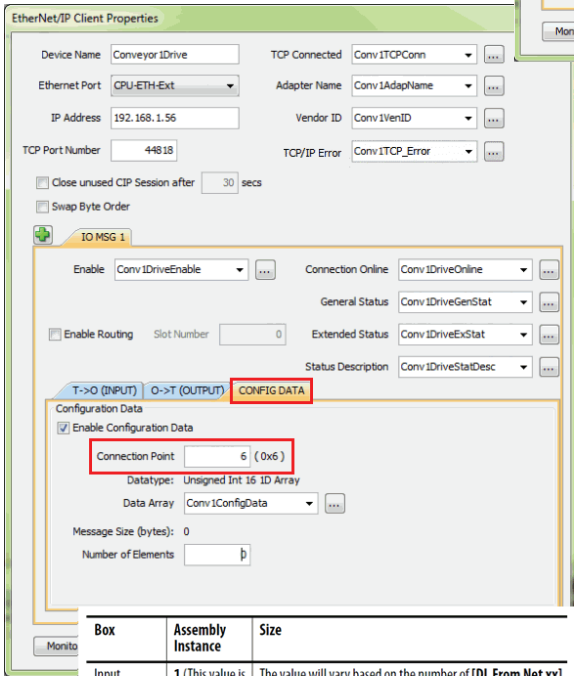 EtherNet/IP Client Properties
Mon
Device Name Conveyor1Drive TCP Connected Conv1TCPConn ...
Ethernet Port CPU-ETH-Ext Adapter Name Conv1AdapName ...
IP Address 192.168.1.56 Vendor ID Conv1VenID ...
TCP Port Number 44818 TCP/IP Error Conv1TCP_Error ...
Close unused CIP Session after 30 secs
Swap Byte Order
IO MSG 1
Enable Conv1DriveEnable ... Connection Online Conv1DriveOnline ...
General Status Conv1DriveGenStat ...
Enable Routing Slot Number 0 Extended Status Conv1DriveExStat ...
Status Description Conv1DriveStatDesc ...
T->O (INPUT) O->T (OUTPUT) CONFIG DATA
Configuration Data
Enable Configuration Data
Connection Point 6 (0x6)
Datatype: Unsigned Int 16 1D Array
Data Array Conv1ConfigData ...
Message Size (bytes): 0
Number of Elements 0
Monito
Box Assembly Instance Size
Input 1 (This value is The value will vary based on the number of [DL From Net xx]